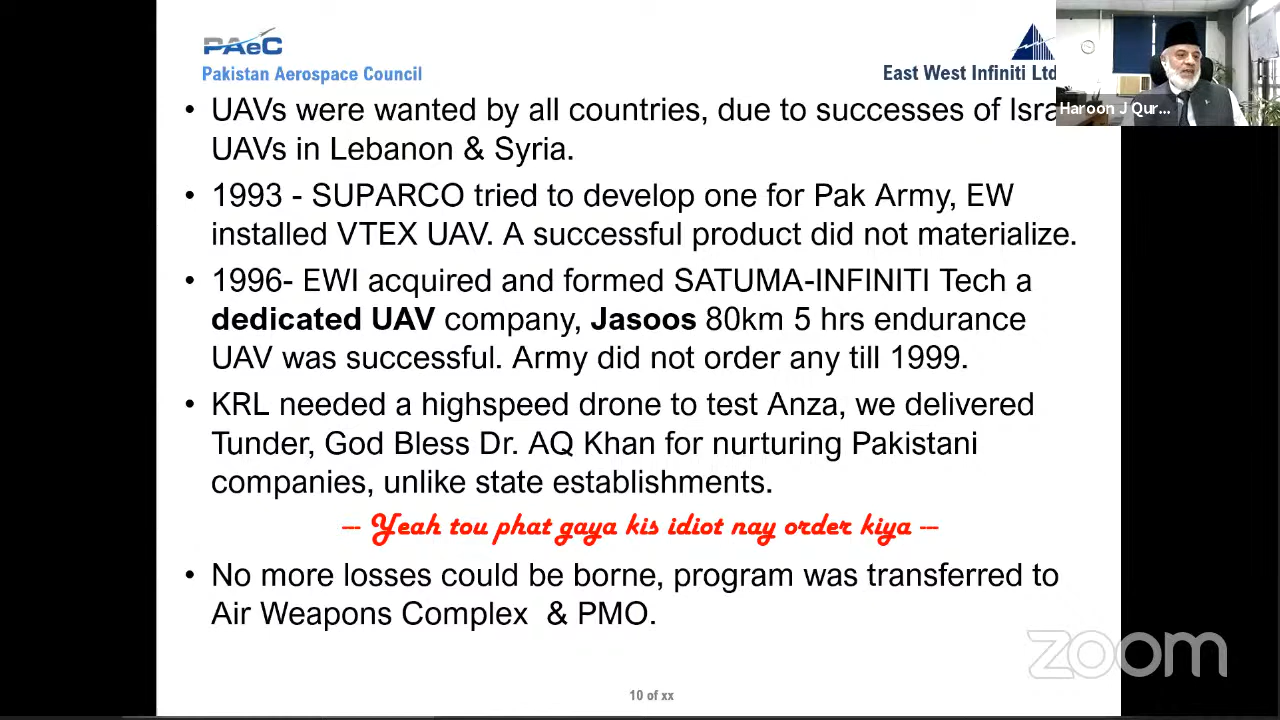 PAeC
Pakistan Aerospace Council
East West Infiniti Ltd
Haroon J Qur...
• UAVs were wanted by all countries, due to successes of Isra
UAVs in Lebanon & Syria.
• 1993 - SUPARCO tried to develop one for Pak Army, EW
installed VTEX UAV. A successful product did not materialize.
• 1996- EWI acquired and formed SATUMA-INFINITI Tech a
dedicated UAV company, Jasoos 80km 5 hrs endurance
UAV was successful. Army did not order any till 1999.
• KRL needed a highspeed drone to test Anza, we delivered
Tunder, God Bless Dr. AQ Khan for nurturing Pakistani
companies, unlike state establishments.
--- Yeah tou phat gaya kis idiot nay order kiya ---
• No more losses could be borne, program was transferred to
Air Weapons Complex & PMO.
zoom
10 of xx